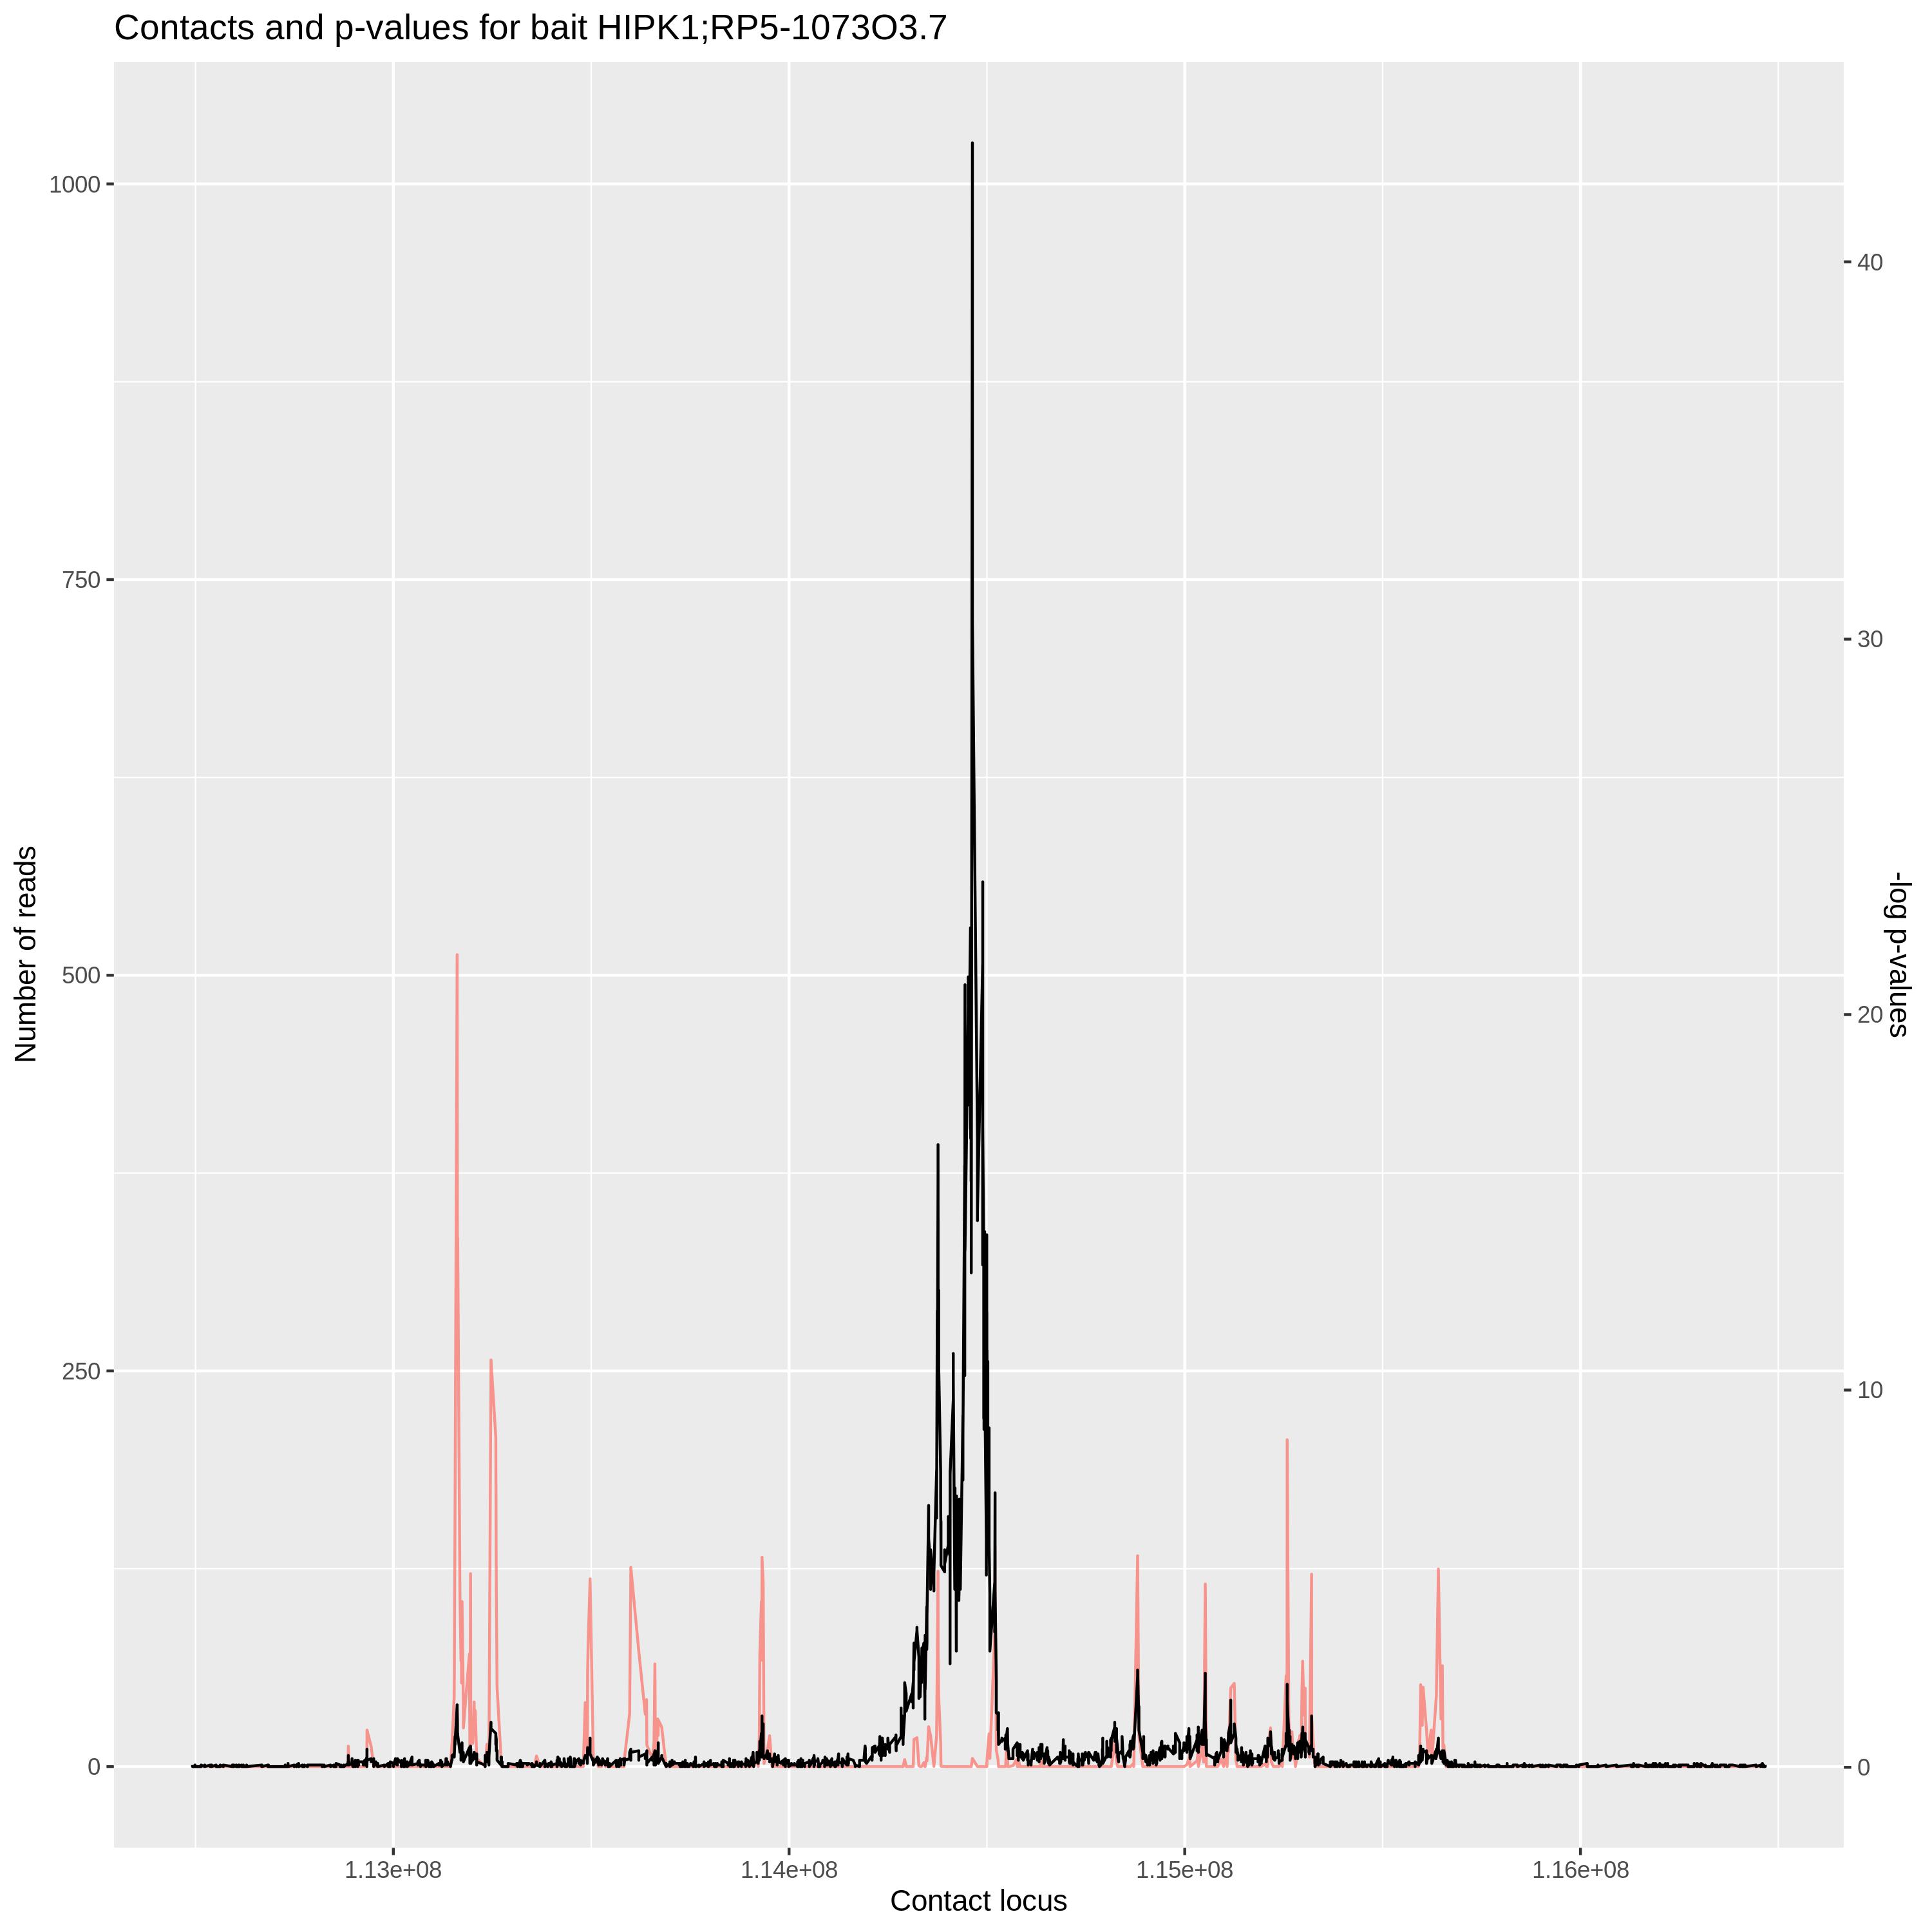 Contacts and p-values for bait HIPK1;RP5-1073O3.7
1000
750
500
250
0
Number of reads
40
30
20
10
0
-log p-values
1.13e+08
1.14e+08
1.15e+08
1.16e+08
Contact locus